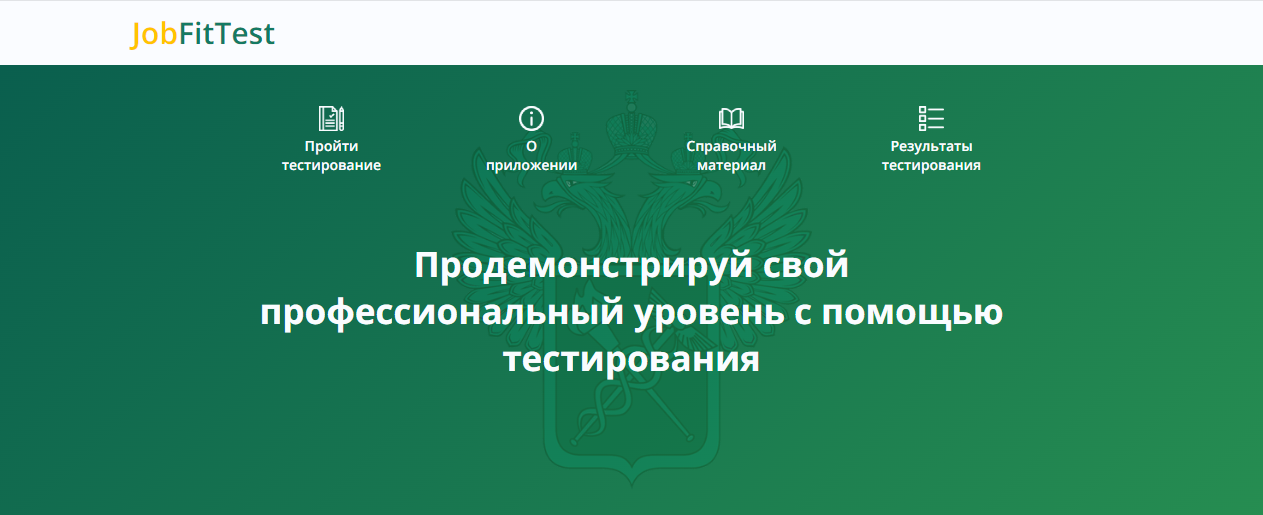 JobFitTest
Пройти
тестирование
О
приложении
Справочный
материал
Результаты
тестирования
Продемонстрируй свой
профессиональный уровень с помощью
тестирования